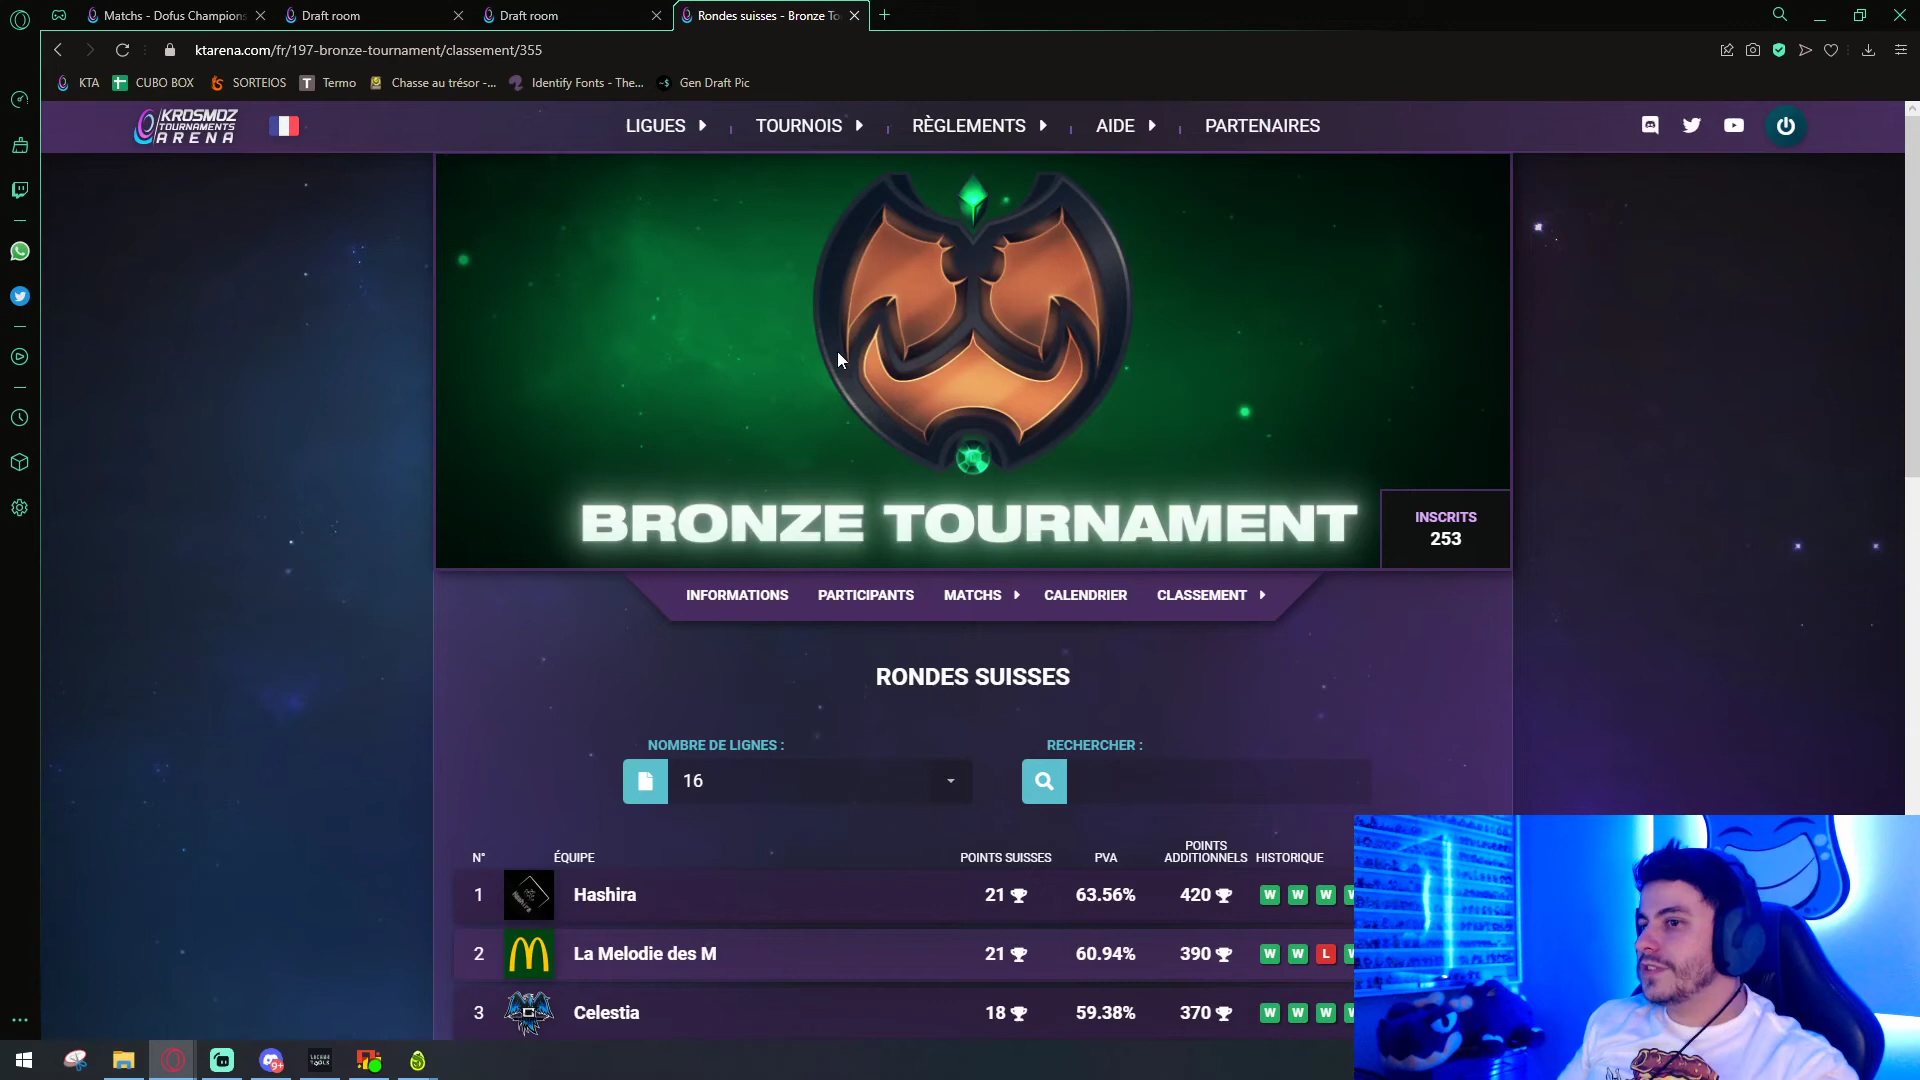 Matchs - Dofus Champions
Draft room
Draft room
Rondes suisses - Bronze To
ktarena.com/fr/197-bronze-tournament/classement/355
KTA
CUBO BOX
SORTEIOS
T Termo
Chasse au trésor -...
Identify Fonts - The...
~$ Gen Draft Pic
KROSMOZ
TOURNAMENTS
ARENA
LIGUES
TOURNOIS
RÈGLEMENTS
AIDE
PARTENAIRES
BRONZE TOURNAMENT
INSCRITS
253
INFORMATIONS
PARTICIPANTS
MATCHS
CALENDRIER
CLASSEMENT
RONDES SUISSES
NOMBRE DE LIGNES :
RECHERCHER :
16
N°
ÉQUIPE
POINTS SUISSES
PVA
POINTS
ADDITIONNELS
HISTORIQUE
1 Hashira 21 63.56% 420 W W W W
2 La Melodie des M 21 60.94% 390 W W L W
3 Celestia 18 59.38% 370 W W W W
9+